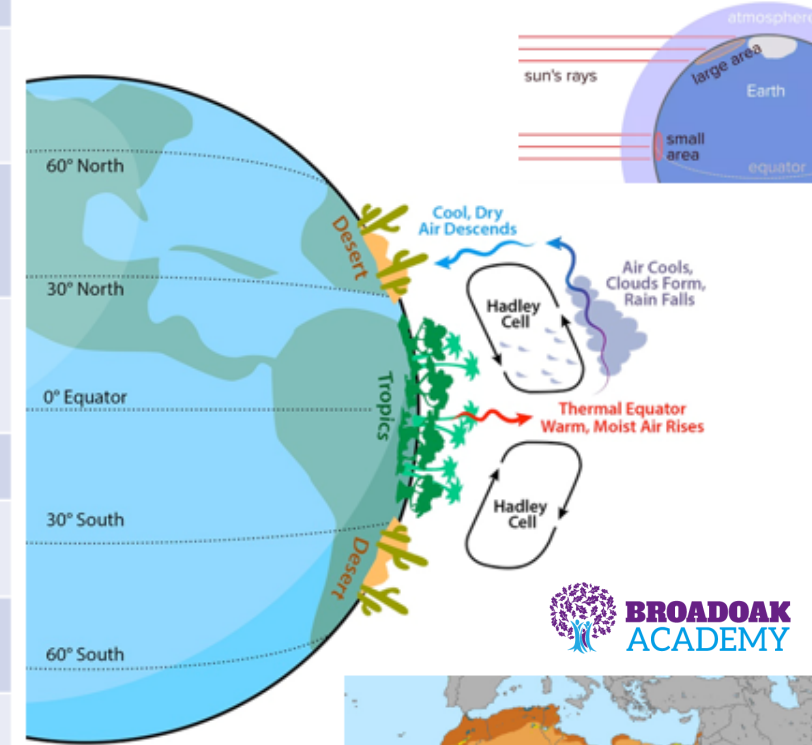 atmosphere
sun's rays
large area
Earth
small
area
equator
60° North
Desert
Cool, Dry
Air Descends
Air Cools,
Clouds Form,
Rain Falls
30° North
Hadley
Cell
0° Equator
Tropics
Thermal Equator
Warm, Moist Air Rises
30° South
Hadley
Cell
Desert
60° South
BROADOAK
ACADEMY